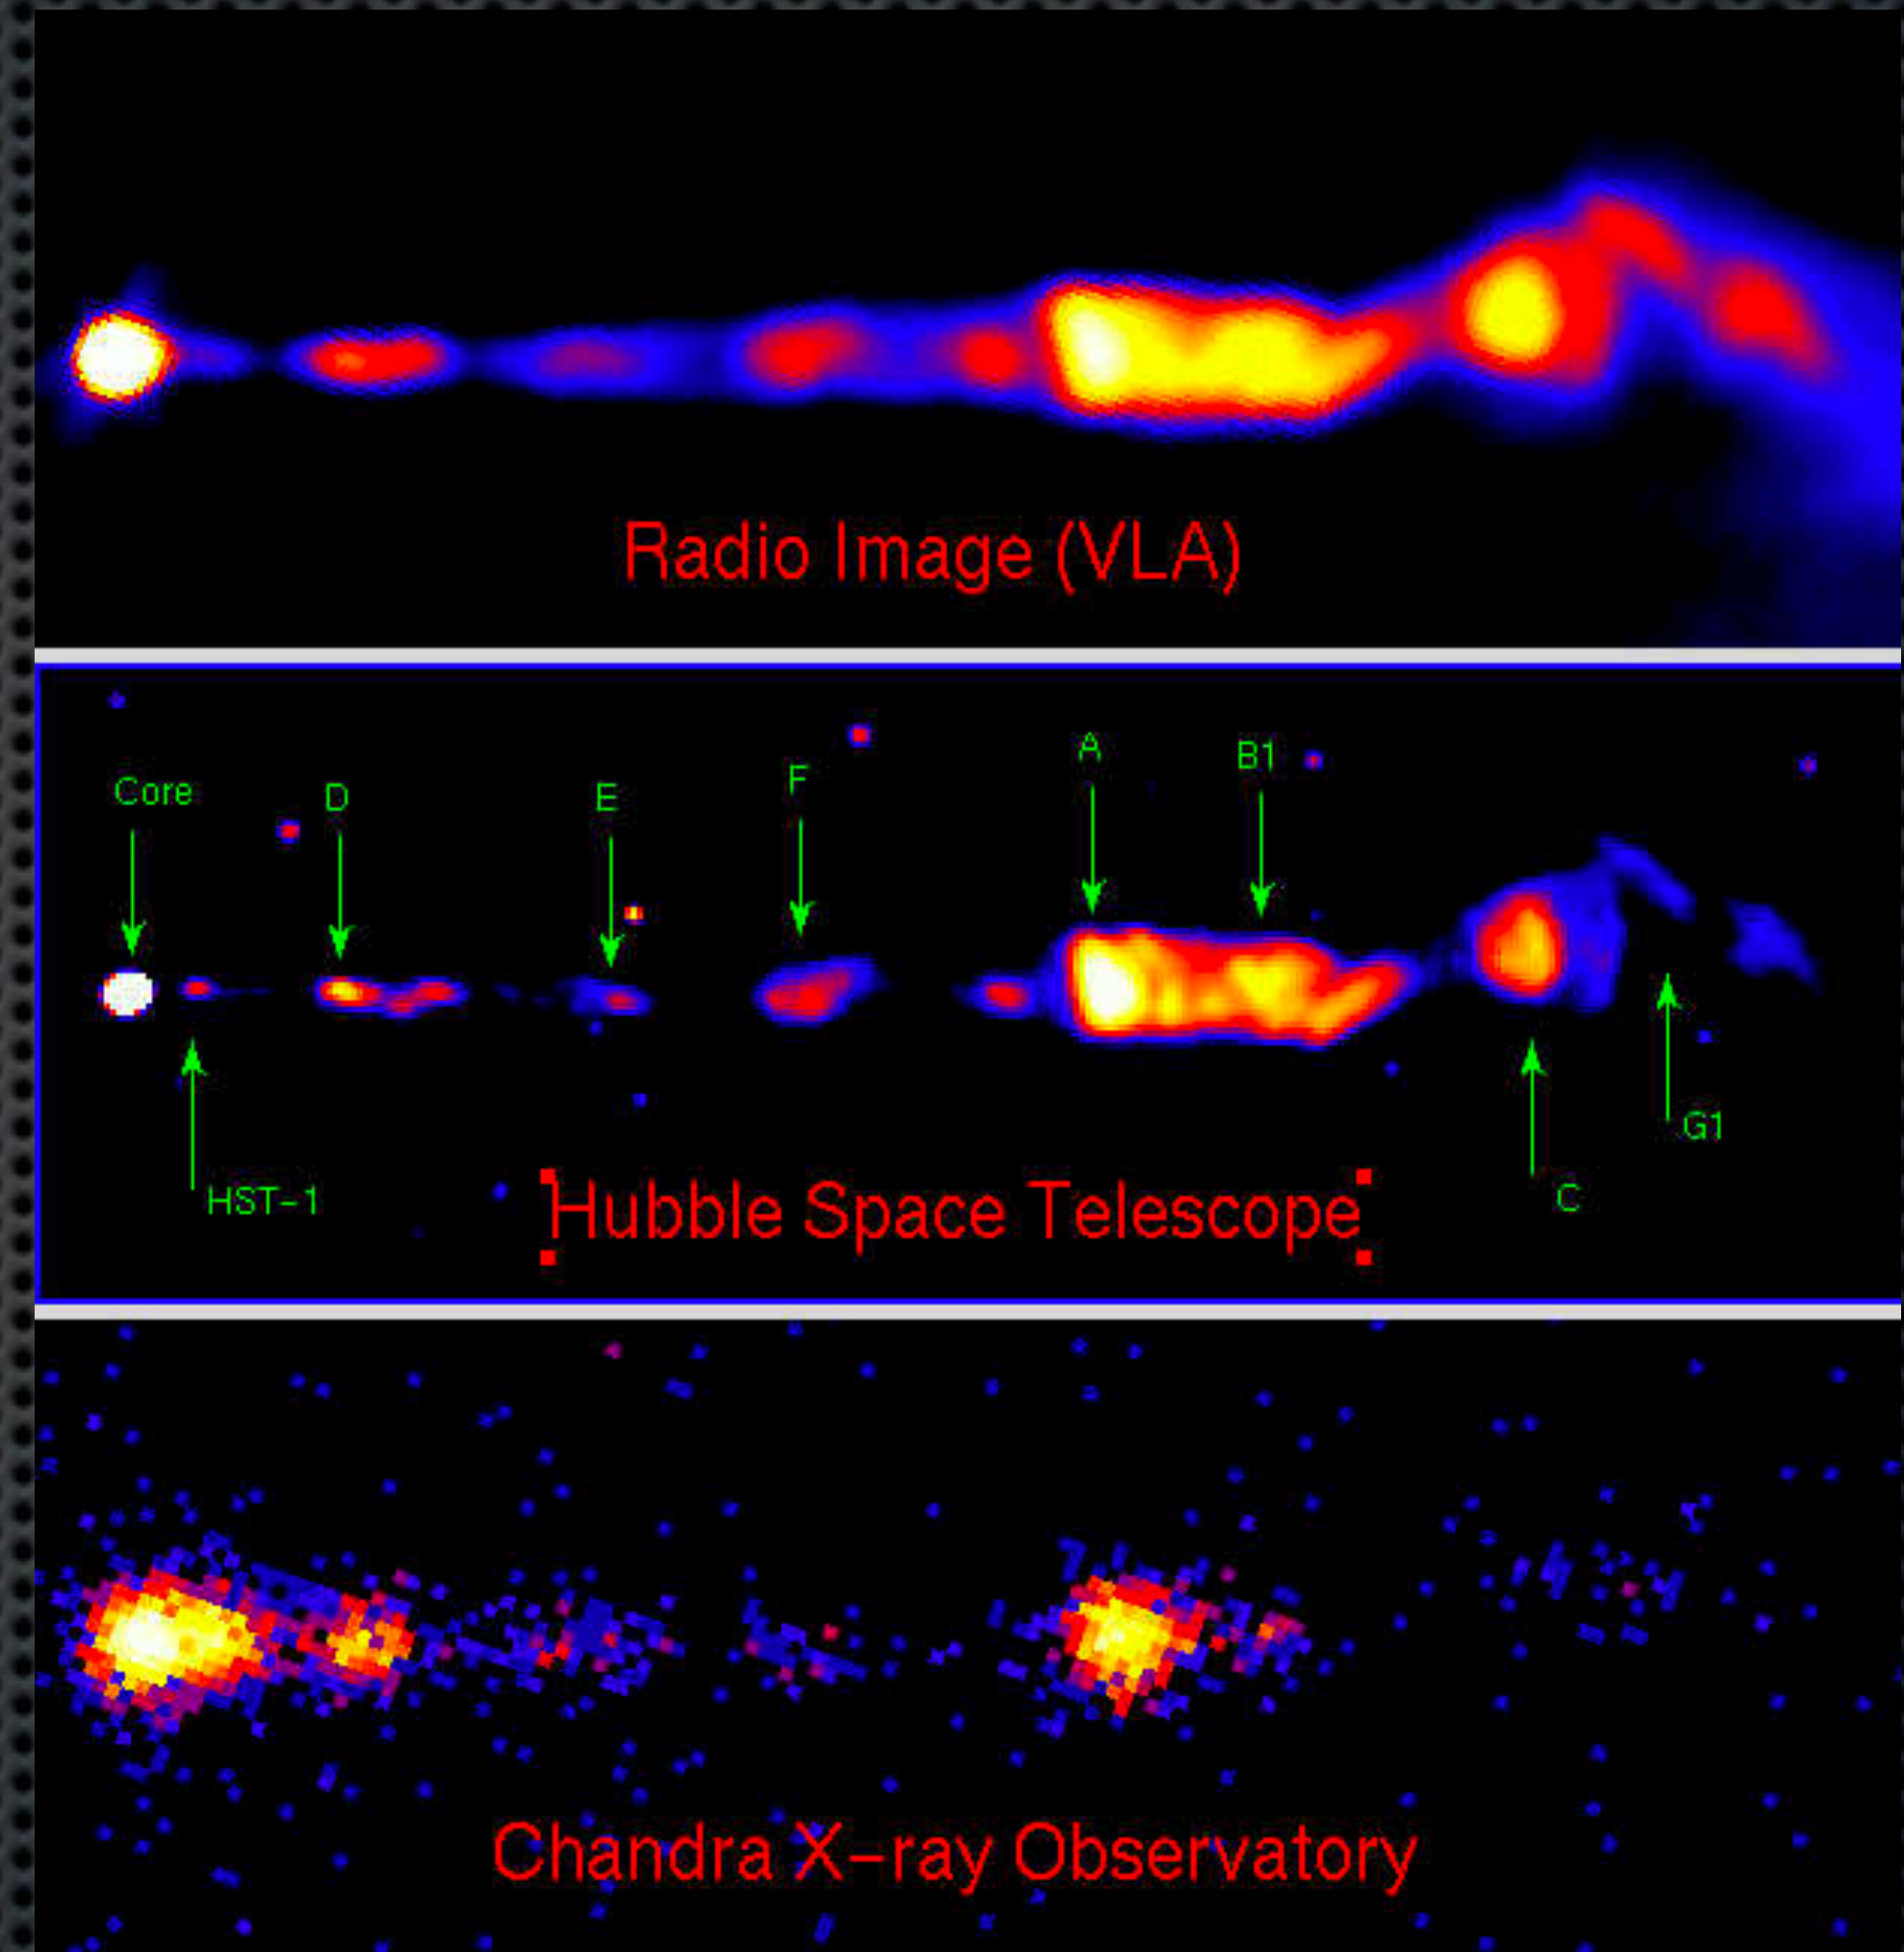 Radio Image (VLA)
A
B1
F
Core
D
E
G1
HST-1
C
Hubble Space Telescope
Chandra X-ray Observatory